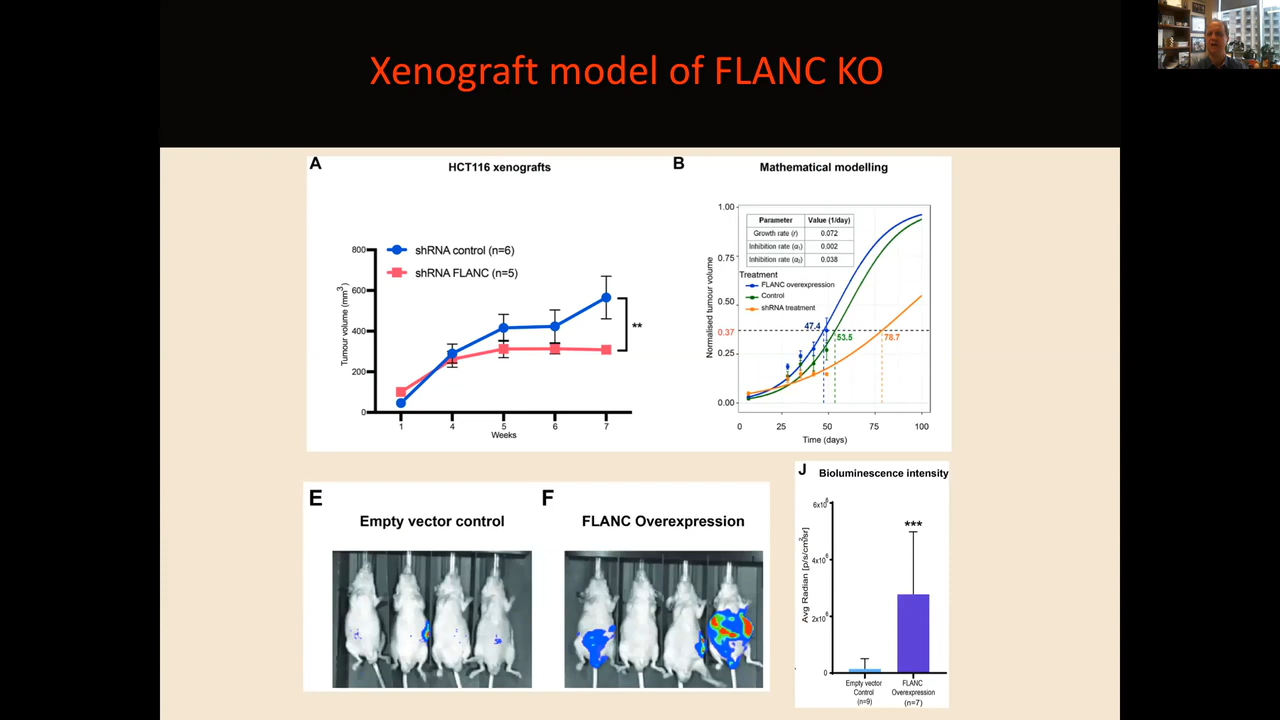 Xenograft model of FLANC KO
A
HCT116 xenografts
shRNA control (n=6)
shRNA FLANC (n=5)
Tumour volume (mm3)
800
600
400
200
0
**
1 4 5 6 7
Weeks
B
Mathematical modelling
Normalised tumour volume
1.00
0.75
0.50
0.37
0.25
0.00
Parameter Value (1/day)
Growth rate (r) 0.072
Inhibition rate (α1) 0.002
Inhibition rate (α2) 0.038
Treatment
FLANC overexpression
Control
shRNA treatment
47.4
53.5
78.7
0 25 50 75 100
Time (days)
E
Empty vector control
F
FLANC Overexpression
J
Bioluminescence intensity
Avg Radian [p/s/cm2/sr]
6x106
4x106
2x106
0
***
Empty vector
Control
(n=9)
FLANC
Overexpression
(n=7)